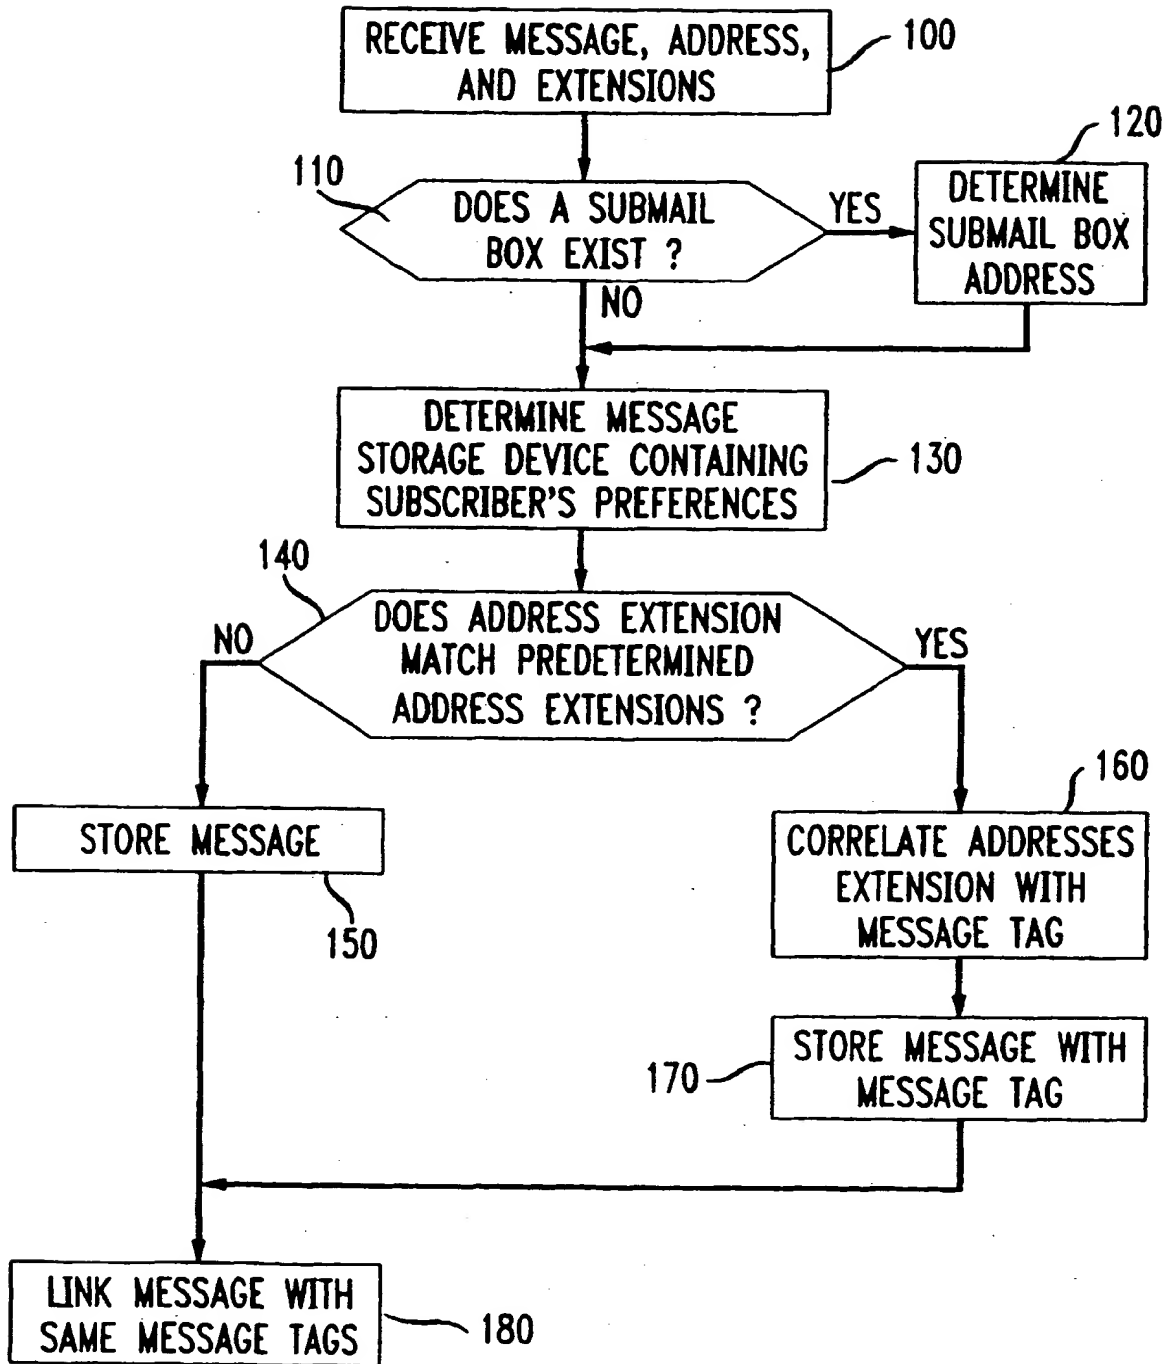 RECEIVE MESSAGE, ADDRESS,
AND EXTENSIONS
100
110
DOES A SUBMAIL
BOX EXIST ?
YES
120
DETERMINE
SUBMAIL BOX
ADDRESS
NO
DETERMINE MESSAGE
STORAGE DEVICE CONTAINING
SUBSCRIBER'S PREFERENCES
130
140
DOES ADDRESS EXTENSION
MATCH PREDETERMINED
ADDRESS EXTENSIONS ?
NO
YES
STORE MESSAGE
150
160
CORRELATE ADDRESSES
EXTENSION WITH
MESSAGE TAG
170
STORE MESSAGE WITH
MESSAGE TAG
LINK MESSAGE WITH
SAME MESSAGE TAGS
180